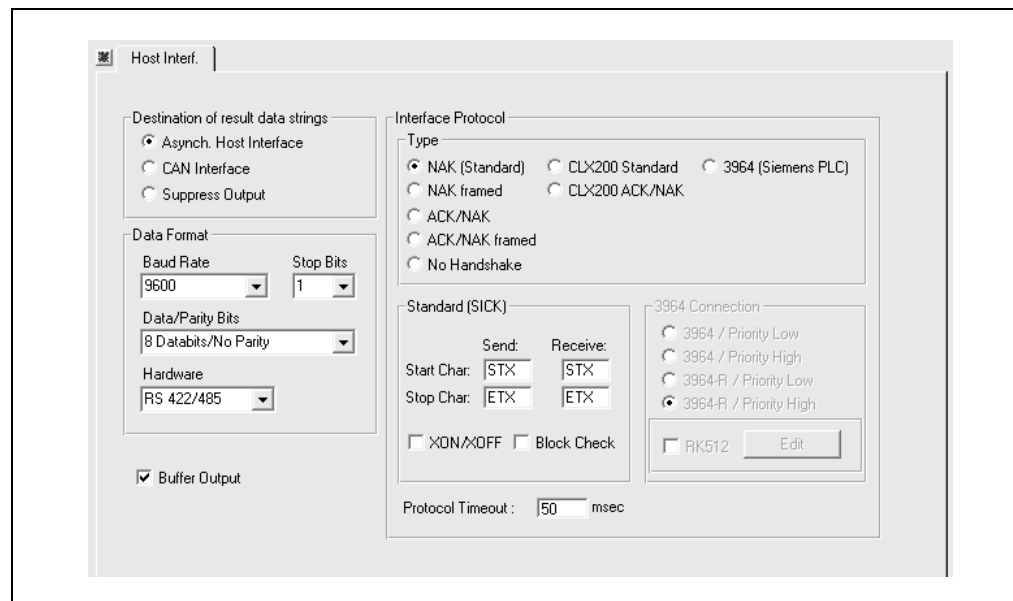 Host Interf.
Destination of result data strings
Asynch. Host Interface
CAN Interface
Suppress Output
Data Format
Baud Rate Stop Bits
9600 1
Data/Parity Bits
8 Databits/No Parity
Hardware
RS 422/485
Buffer Output
Interface Protocol
Type
NAK (Standard) CLX200 Standard 3964 (Siemens PLC)
NAK framed CLX200 ACK/NAK
ACK/NAK
ACK/NAK framed
No Handshake
Standard (SICK)
Send: Receive:
Start Char: STX STX
Stop Char: ETX ETX
XON/XOFF Block Check
3964 Connection
3964 / Priority Low
3964 / Priority High
3964-R / Priority Low
3964-R / Priority High
RK512 Edit
Protocol Timeout : 50 msec